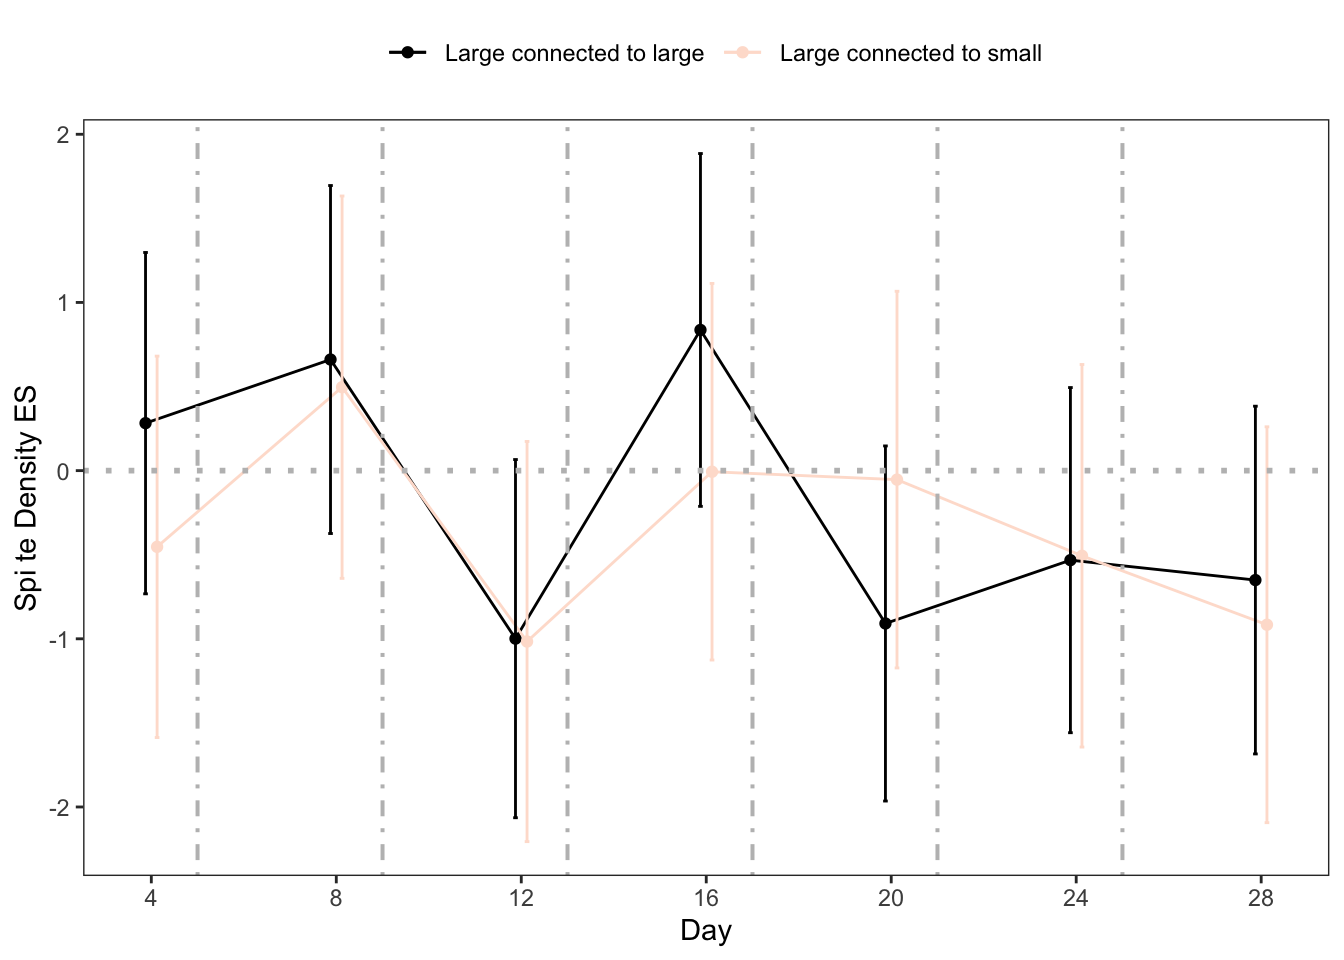 Large connected to large Large connected to small
2
1
0
-1
-2
Spi te Density ES
4 8 12 16 20 24 28
Day